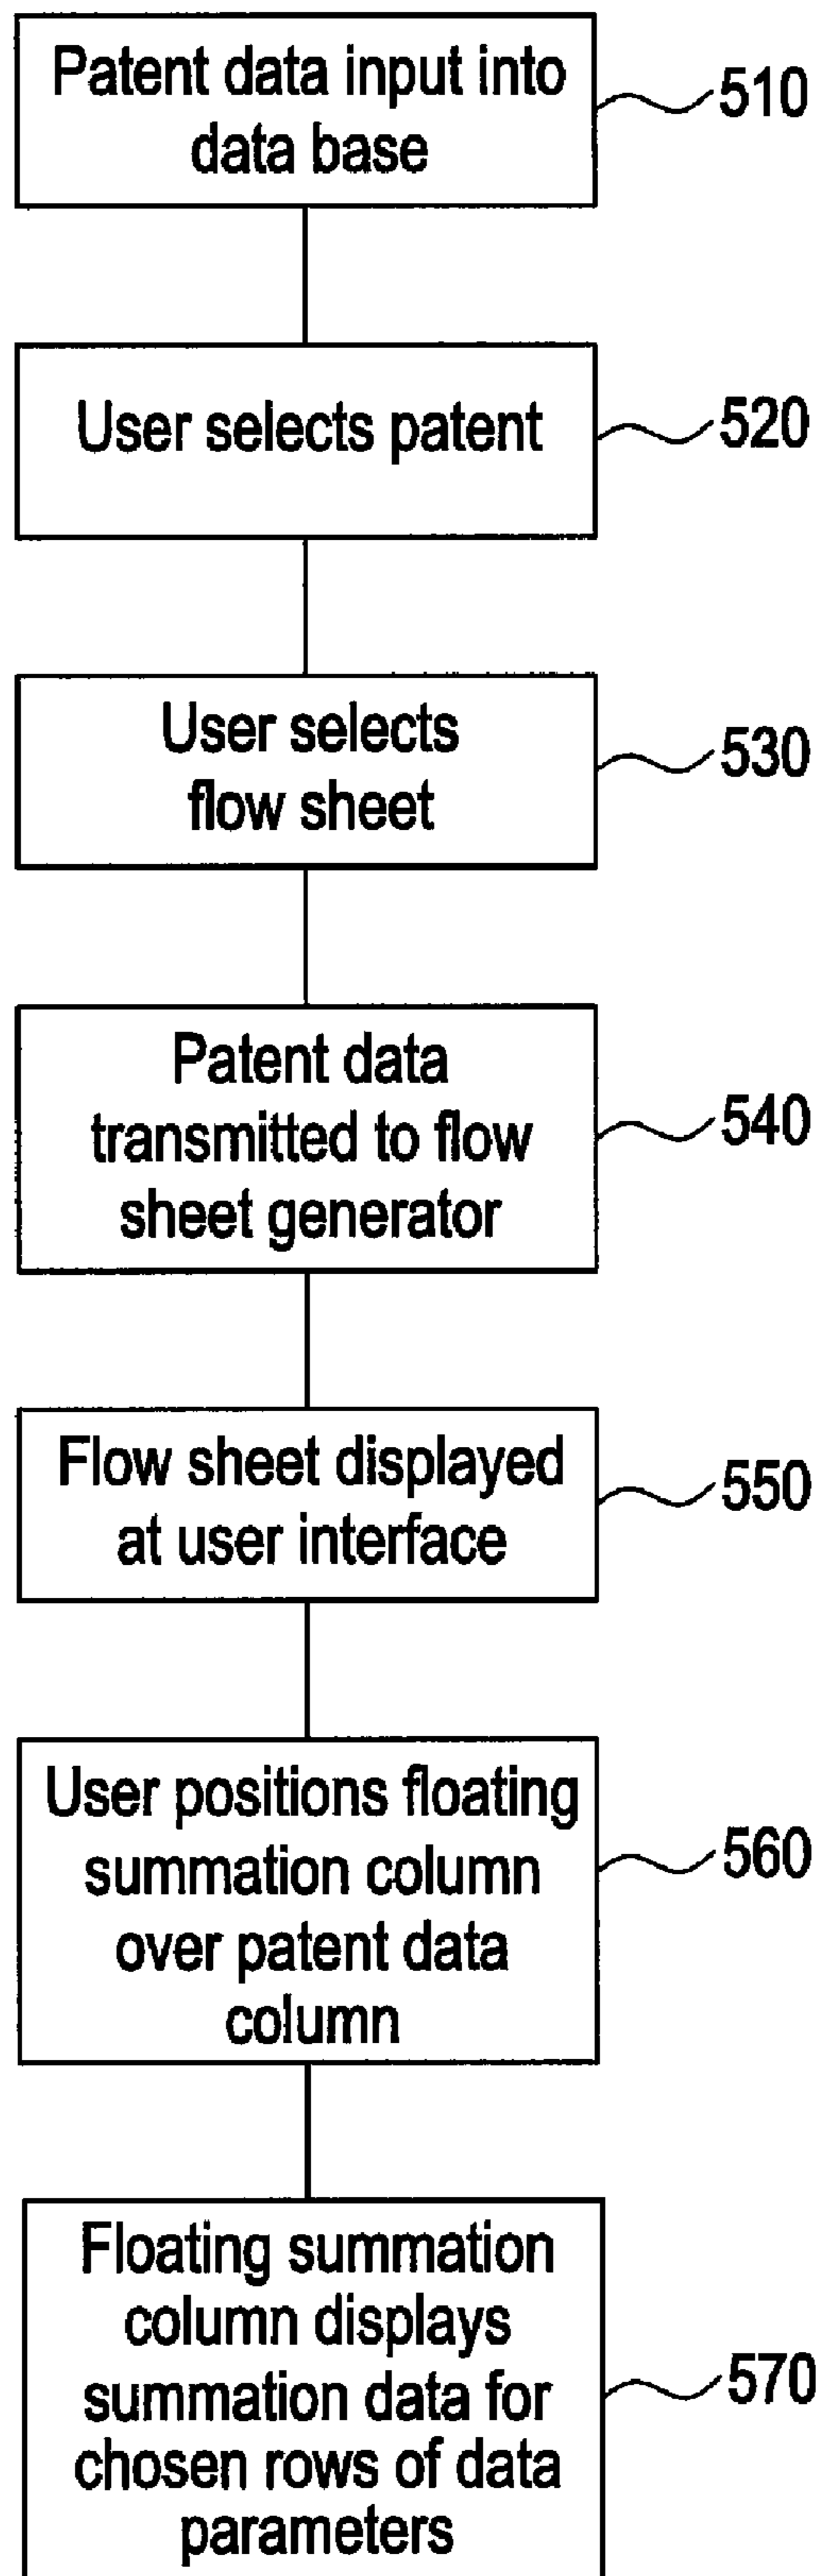 Patent data input into
data base
510
User selects patent
520
User selects
flow sheet
530
Patent data
transmitted to flow
sheet generator
540
Flow sheet displayed
at user interface
550
User positions floating
summation column
over patent data
column
560
Floating summation
column displays
summation data for
chosen rows of data
parameters
570